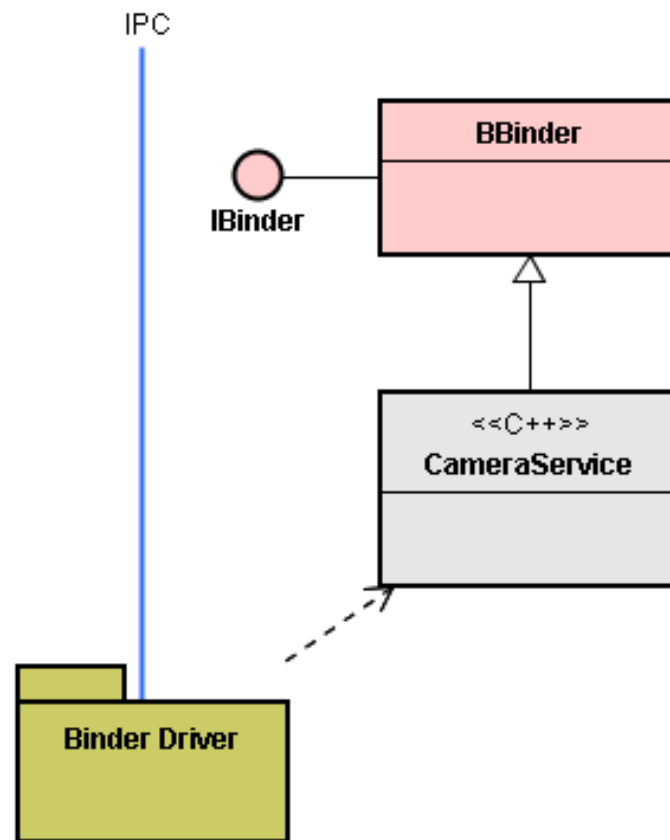 IPC
BBinder
IBinder
<<C++>>
CameraService
Binder Driver